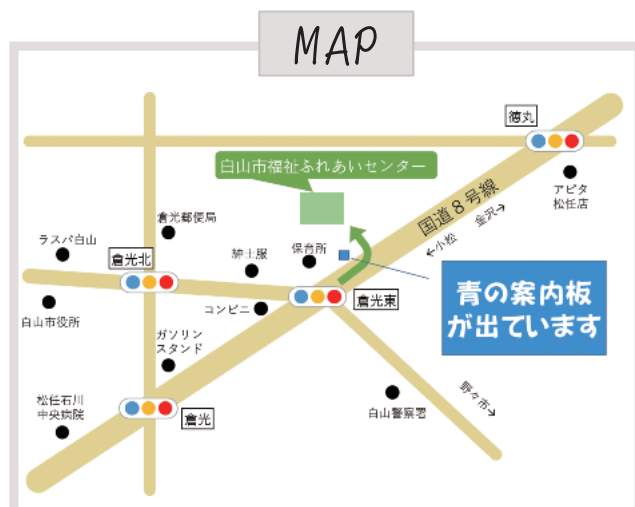 MAP
徳丸
白山市福祉ふれあいセンター
アピタ
松任店
国道8号線
←小松　金沢→
倉光郵便局
ラスパ白山
倉光北
紳士服
保育所
白山市役所
コンビニ
倉光東
青の案内板
が出ています
ガソリン
スタンド
松任石川
中央病院
倉光
白山警察署
野々市→